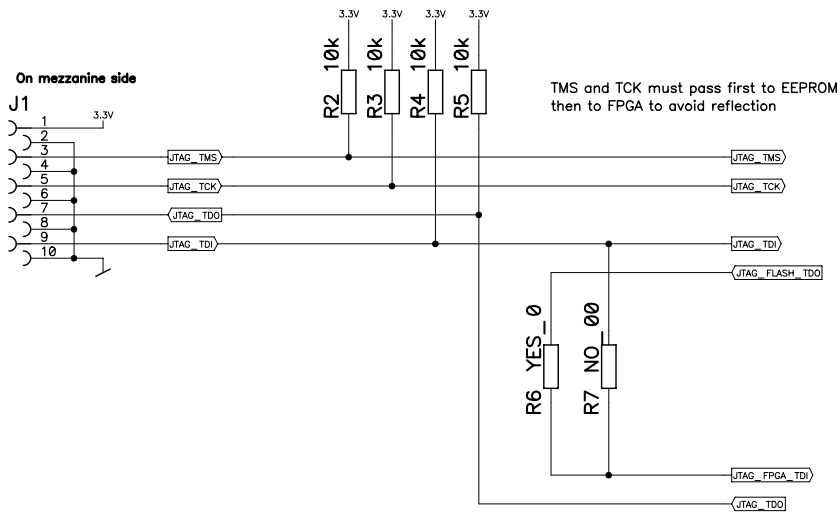 3.3V 3.3V 3.3V 3.3V
10k 10k 10k 10k
R2 R3 R4 R5
On mezzanine side
TMS and TCK must pass first to EEPROM
then to FPGA to avoid reflection
J1
3.3V
1
2
3 JTAG_TMS JTAG_TMS
4
5 JTAG_TCK JTAG_TCK
6
7 JTAG_TDO
8
9 JTAG_TDI JTAG_TDI
10
JTAG_FLASH_TDO
R6 YES_0
R7 NO_00
JTAG_FPGA_TDI
JTAG_TDO